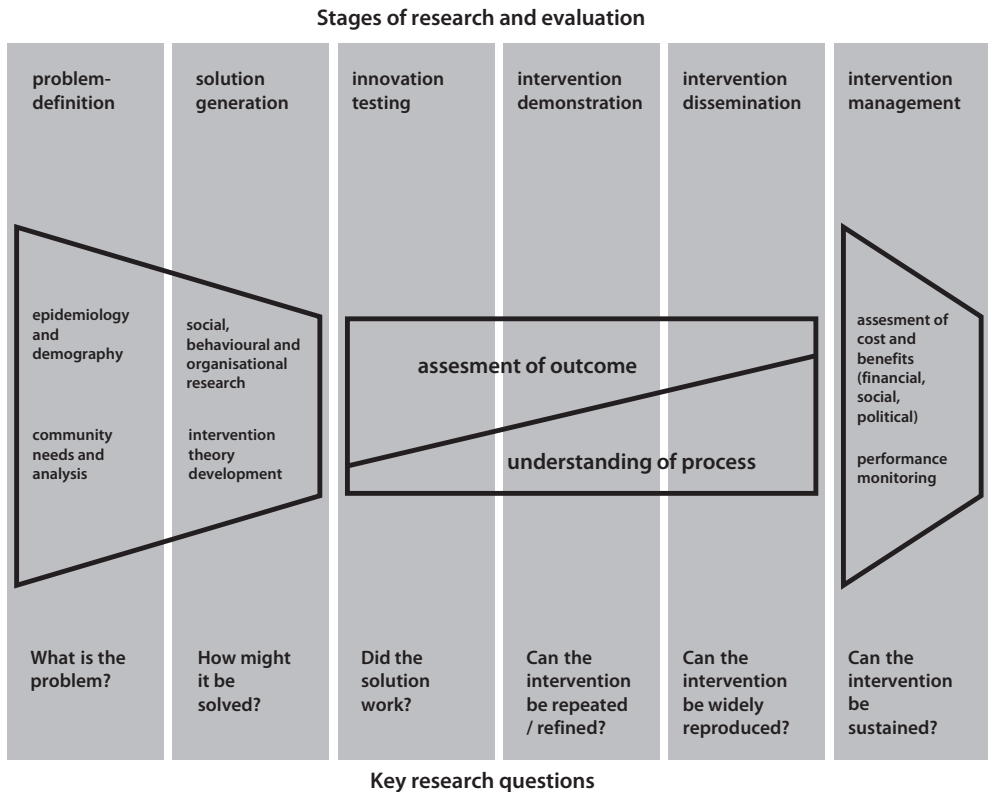 Stages of research and evaluation
problem-
definition
solution
generation
innovation
testing
intervention
demonstration
intervention
dissemination
intervention
management
epidemiology
and
demography
community
needs and
analysis
social,
behavioural and
organisational
research
intervention
theory
development
assesment of outcome
understanding of process
assesment of
cost and
benefits
(financial,
social,
political)
performance
monitoring
What is the
problem?
How might
it be
solved?
Did the
solution
work?
Can the
intervention
be repeated
/ refined?
Can the
intervention
be widely
reproduced?
Can the
intervention
be
sustained?
Key research questions